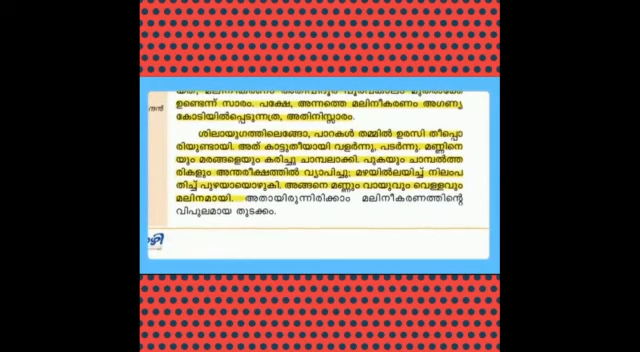 ഉണ്ടെന്ന് സാരം. പക്ഷേ, അന്നത്തെ മലിനീകരണം അഗണ്യ
കോടിയിൽപ്പെടുന്നത്ര, അതിനിസ്സാരം.
ശിലായുഗത്തിലെങ്ങോ, പാറകൾ തമ്മിൽ ഉരസി തീപ്പൊ
രിയുണ്ടായി. അത് കാട്ടുതീയായി വളർന്നു, പടർന്നു. മണ്ണിനെ
യും മരങ്ങളെയും കരിച്ചു ചാമ്പലാക്കി. പുകയും ചാമ്പൽത്ത
രികളും അന്തരീക്ഷത്തിൽ വ്യാപിച്ചു; മഴയിൽലയിച്ച് നിലംപ
തിച്ച് പുഴയായൊഴുകി. അങ്ങനെ മണ്ണും വായുവും വെള്ളവും
മലിനമായി. അതായിരുന്നിരിക്കാം മലിനീകരണത്തിന്റെ
വിപുലമായ തുടക്കം.